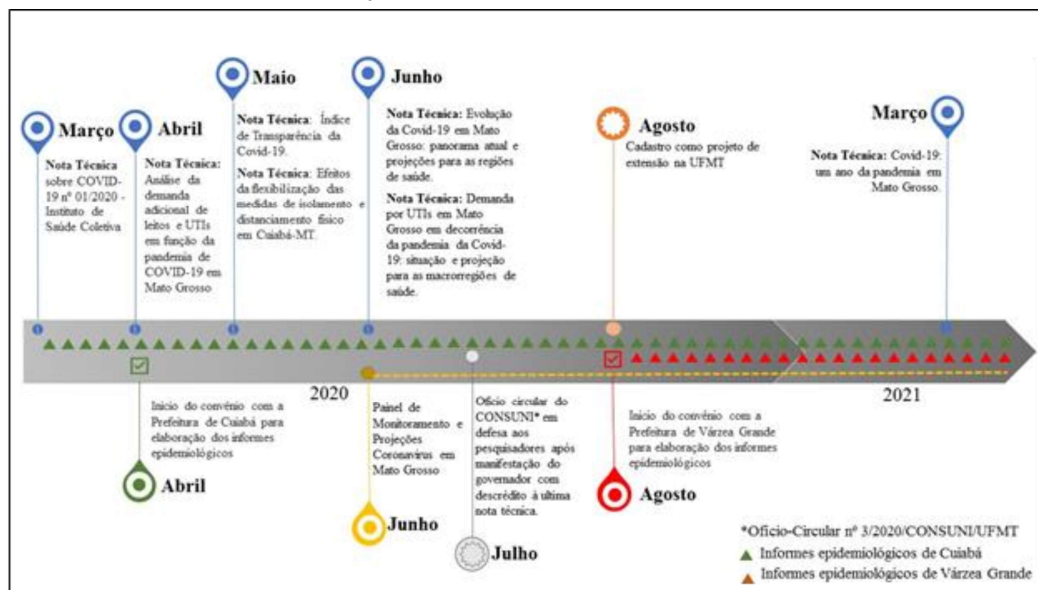 Março
Nota Técnica
sobre COVID-
19 nº 01/2020 -
Instituto de
Saúde Coletiva
Abril
Nota Técnica:
Análise da
demanda
adicional de
leitos e UTIs
em função da
pandemia de
COVID-19 em
Mato Grosso
Maio
Nota Técnica: Índice
de Transparência da
Covid-19.
Nota Técnica: Efeitos
da flexibilização das
medidas de isolamento e
distanciamento físico
em Cuiabá-MT.
Junho
Nota Técnica: Evolução
da Covid-19 em Mato
Grosso: panorama atual e
projeções para as regiões
de saúde.
Nota Técnica: Demanda
por UTIs em Mato
Grosso em decorrência
da pandemia da Covid-
19: situação e projeção
para as macrorregiões de
saúde.
Agosto
Cadastro como projeto de
extensão na UFMT
Março
Nota Técnica: Covid-19:
um ano da pandemia em
Mato Grosso.
2020
2021
Inicio do convênio com a
Prefeitura de Cuiabá para
elaboração dos informes
epidemiológicos
Abril
Painel de
Monitoramento e
Projeções
Coronavirus em
Mato Grosso
Junho
Oficio circular do
CONSUNI* em
defesa aos
pesquisadores após
manifestação do
governador com
descrédito à ultima
nota técnica.
Julho
Inicio do convênio com a
Prefeitura de Várzea Grande
para elaboração dos informes
epidemiológicos
Agosto
*Oficio-Circular nº 3/2020/CONSUNI/UFMT
Informes epidemiológicos de Cuiabá
Informes epidemiológicos de Várzea Grande